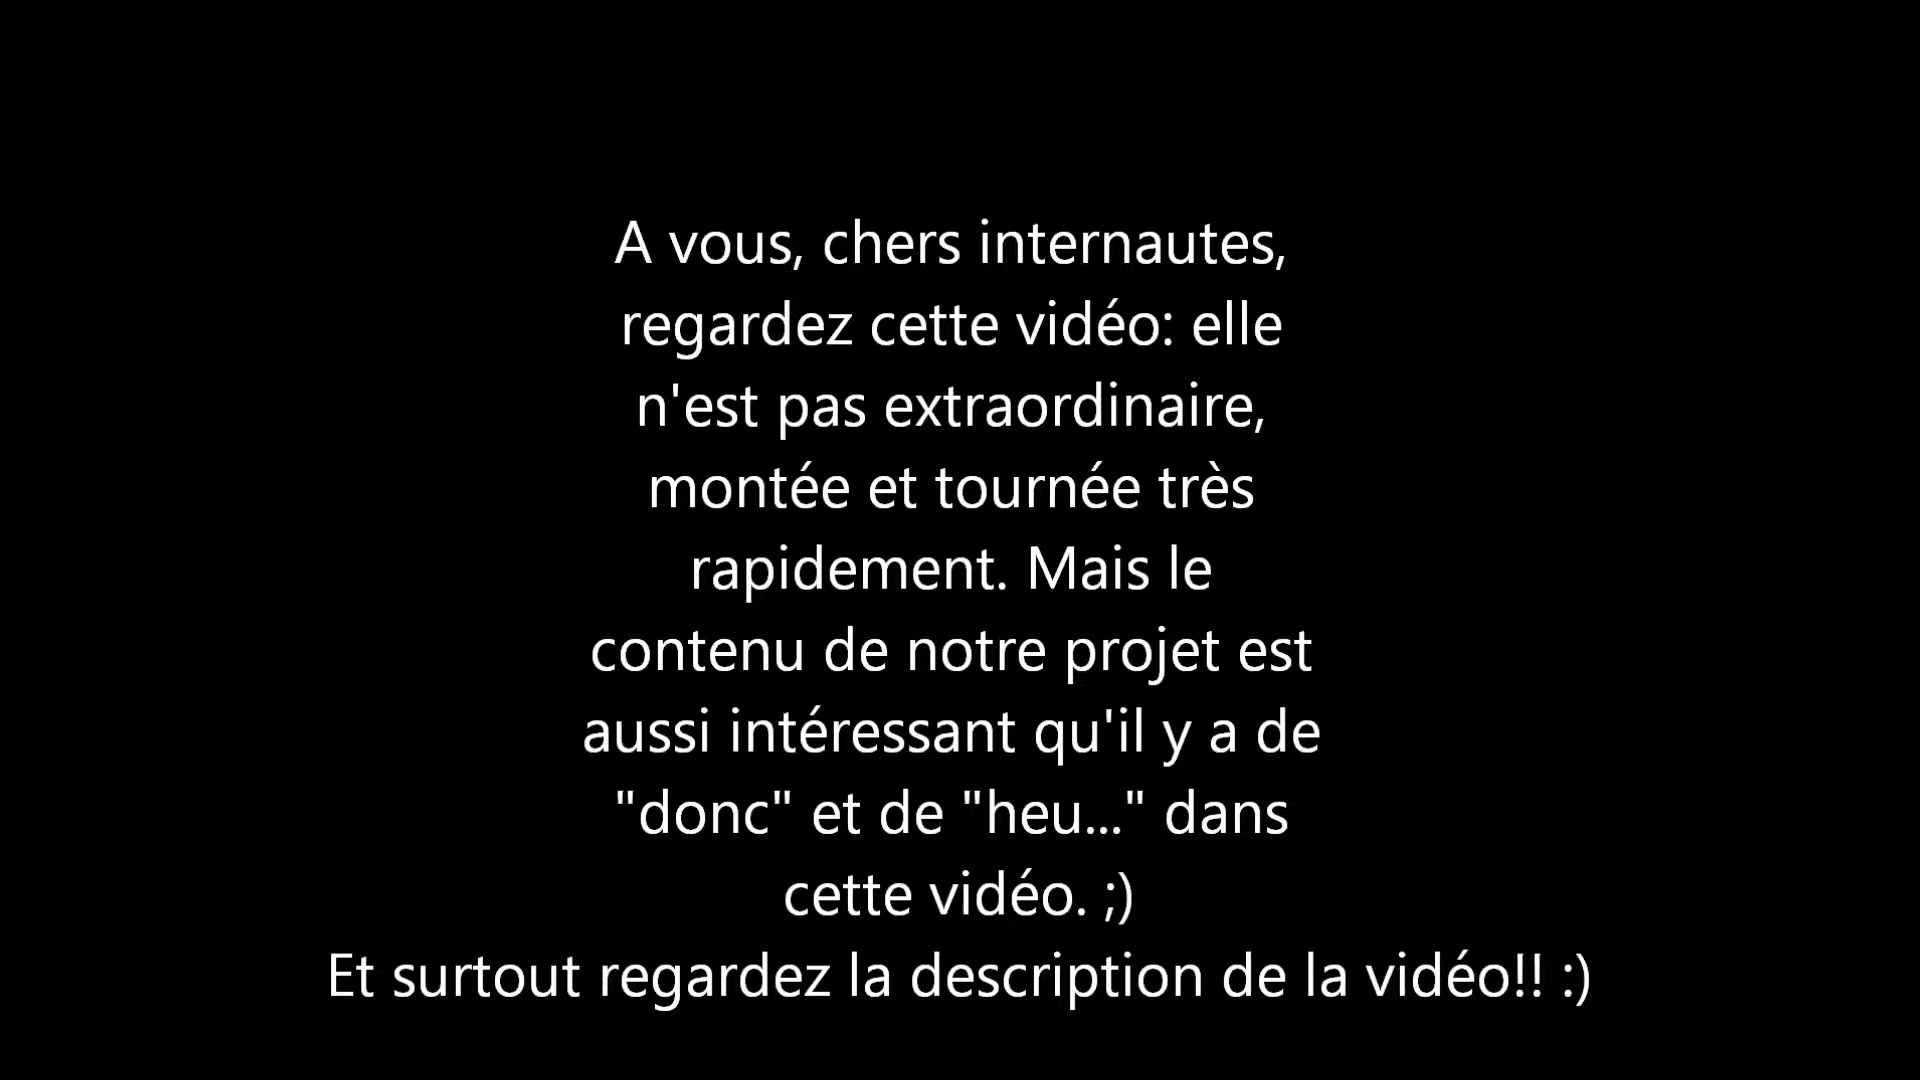 A vous, chers internautes,
regardez cette vidéo: elle
n'est pas extraordinaire,
montée et tournée très
rapidement. Mais le
contenu de notre projet est
aussi intéressant qu'il y a de
"donc" et de "heu..." dans
cette vidéo. ;)
Et surtout regardez la description de la vidéo!! :)